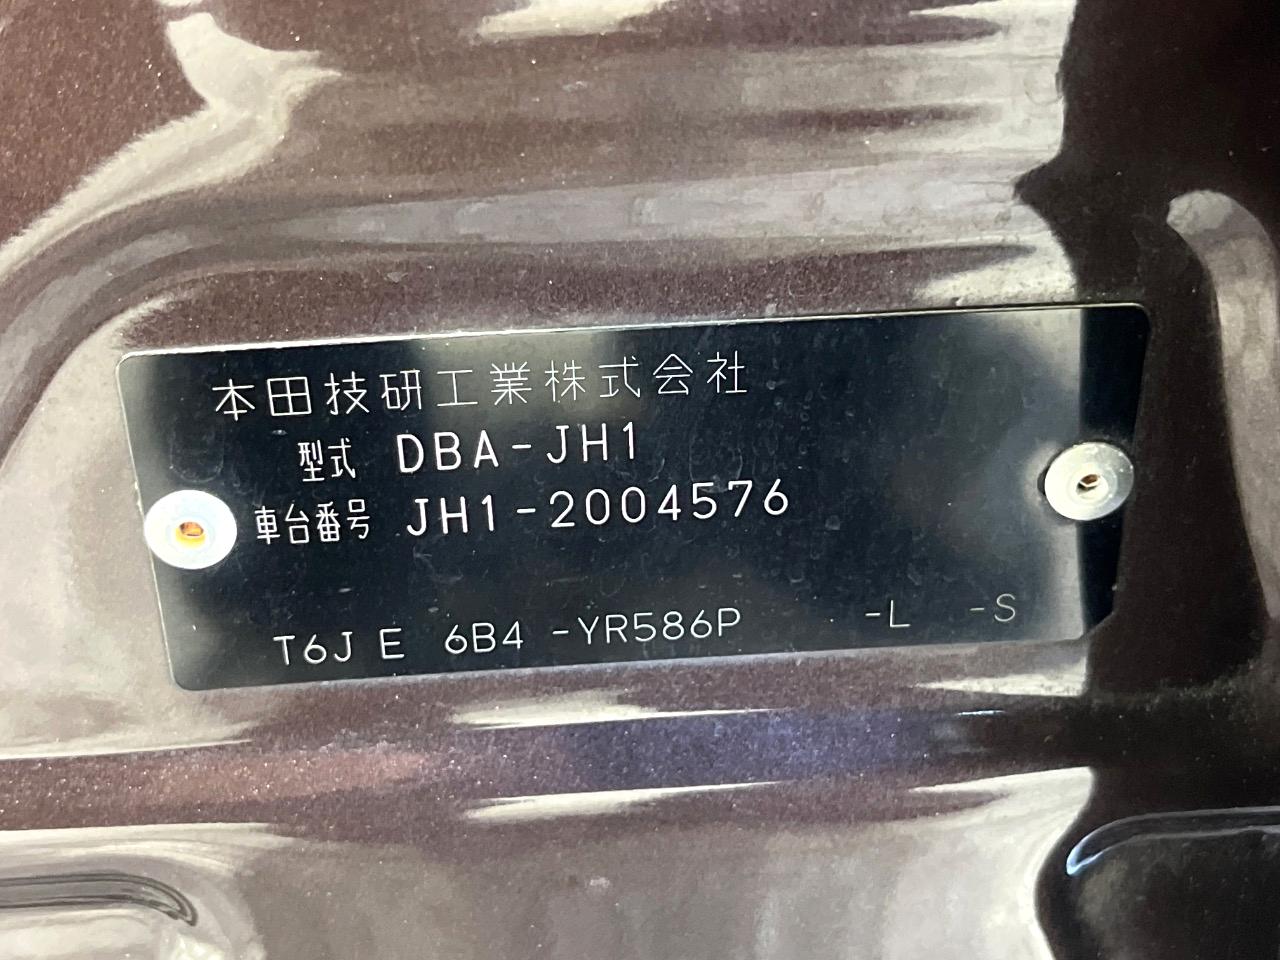 本田技研工業株式会社
型式 DBA-JH1
車台番号 JH1-2004576
T6J E 6B4 -YR586P -L -S